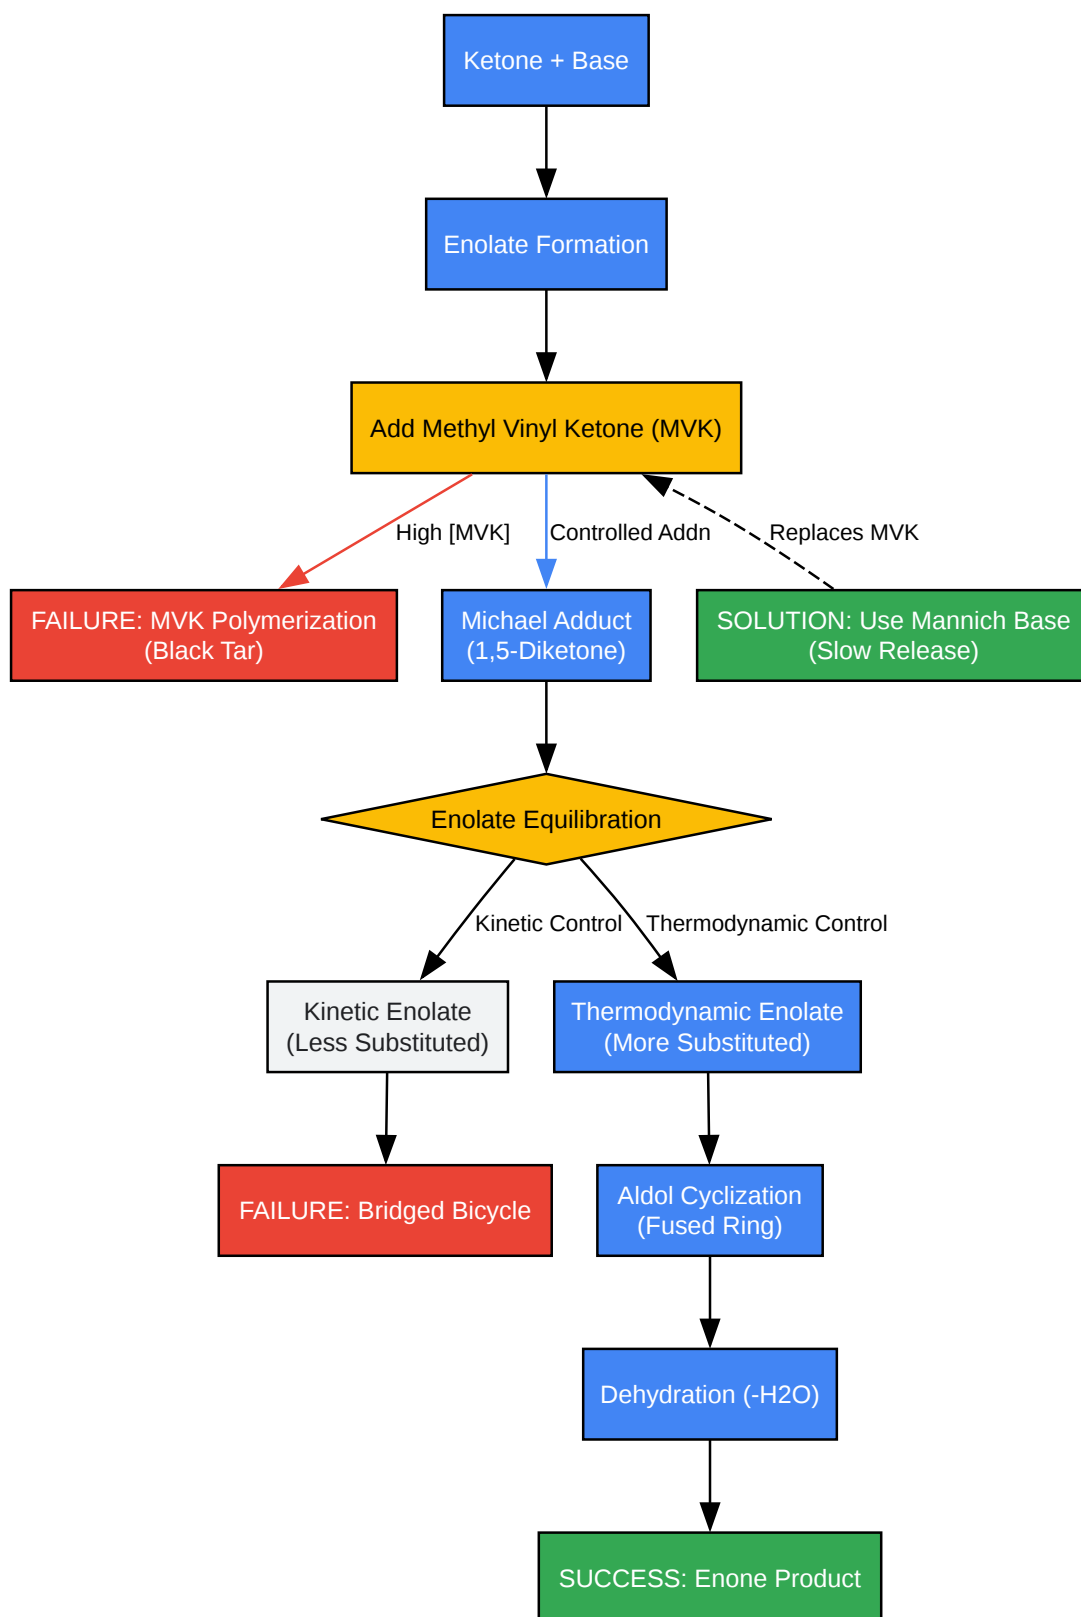 Ketone + Base
Enolate Formation
Add Methyl Vinyl Ketone (MVK)
High [MVK]
Controlled Addn
Replaces MVK
FAILURE: MVK Polymerization
(Black Tar)
Michael Adduct
(1,5-Diketone)
SOLUTION: Use Mannich Base
(Slow Release)
Enolate Equilibration
Kinetic Control
Thermodynamic Control
Kinetic Enolate
(Less Substituted)
Thermodynamic Enolate
(More Substituted)
FAILURE: Bridged Bicycle
Aldol Cyclization
(Fused Ring)
Dehydration (-H2O)
SUCCESS: Enone Product